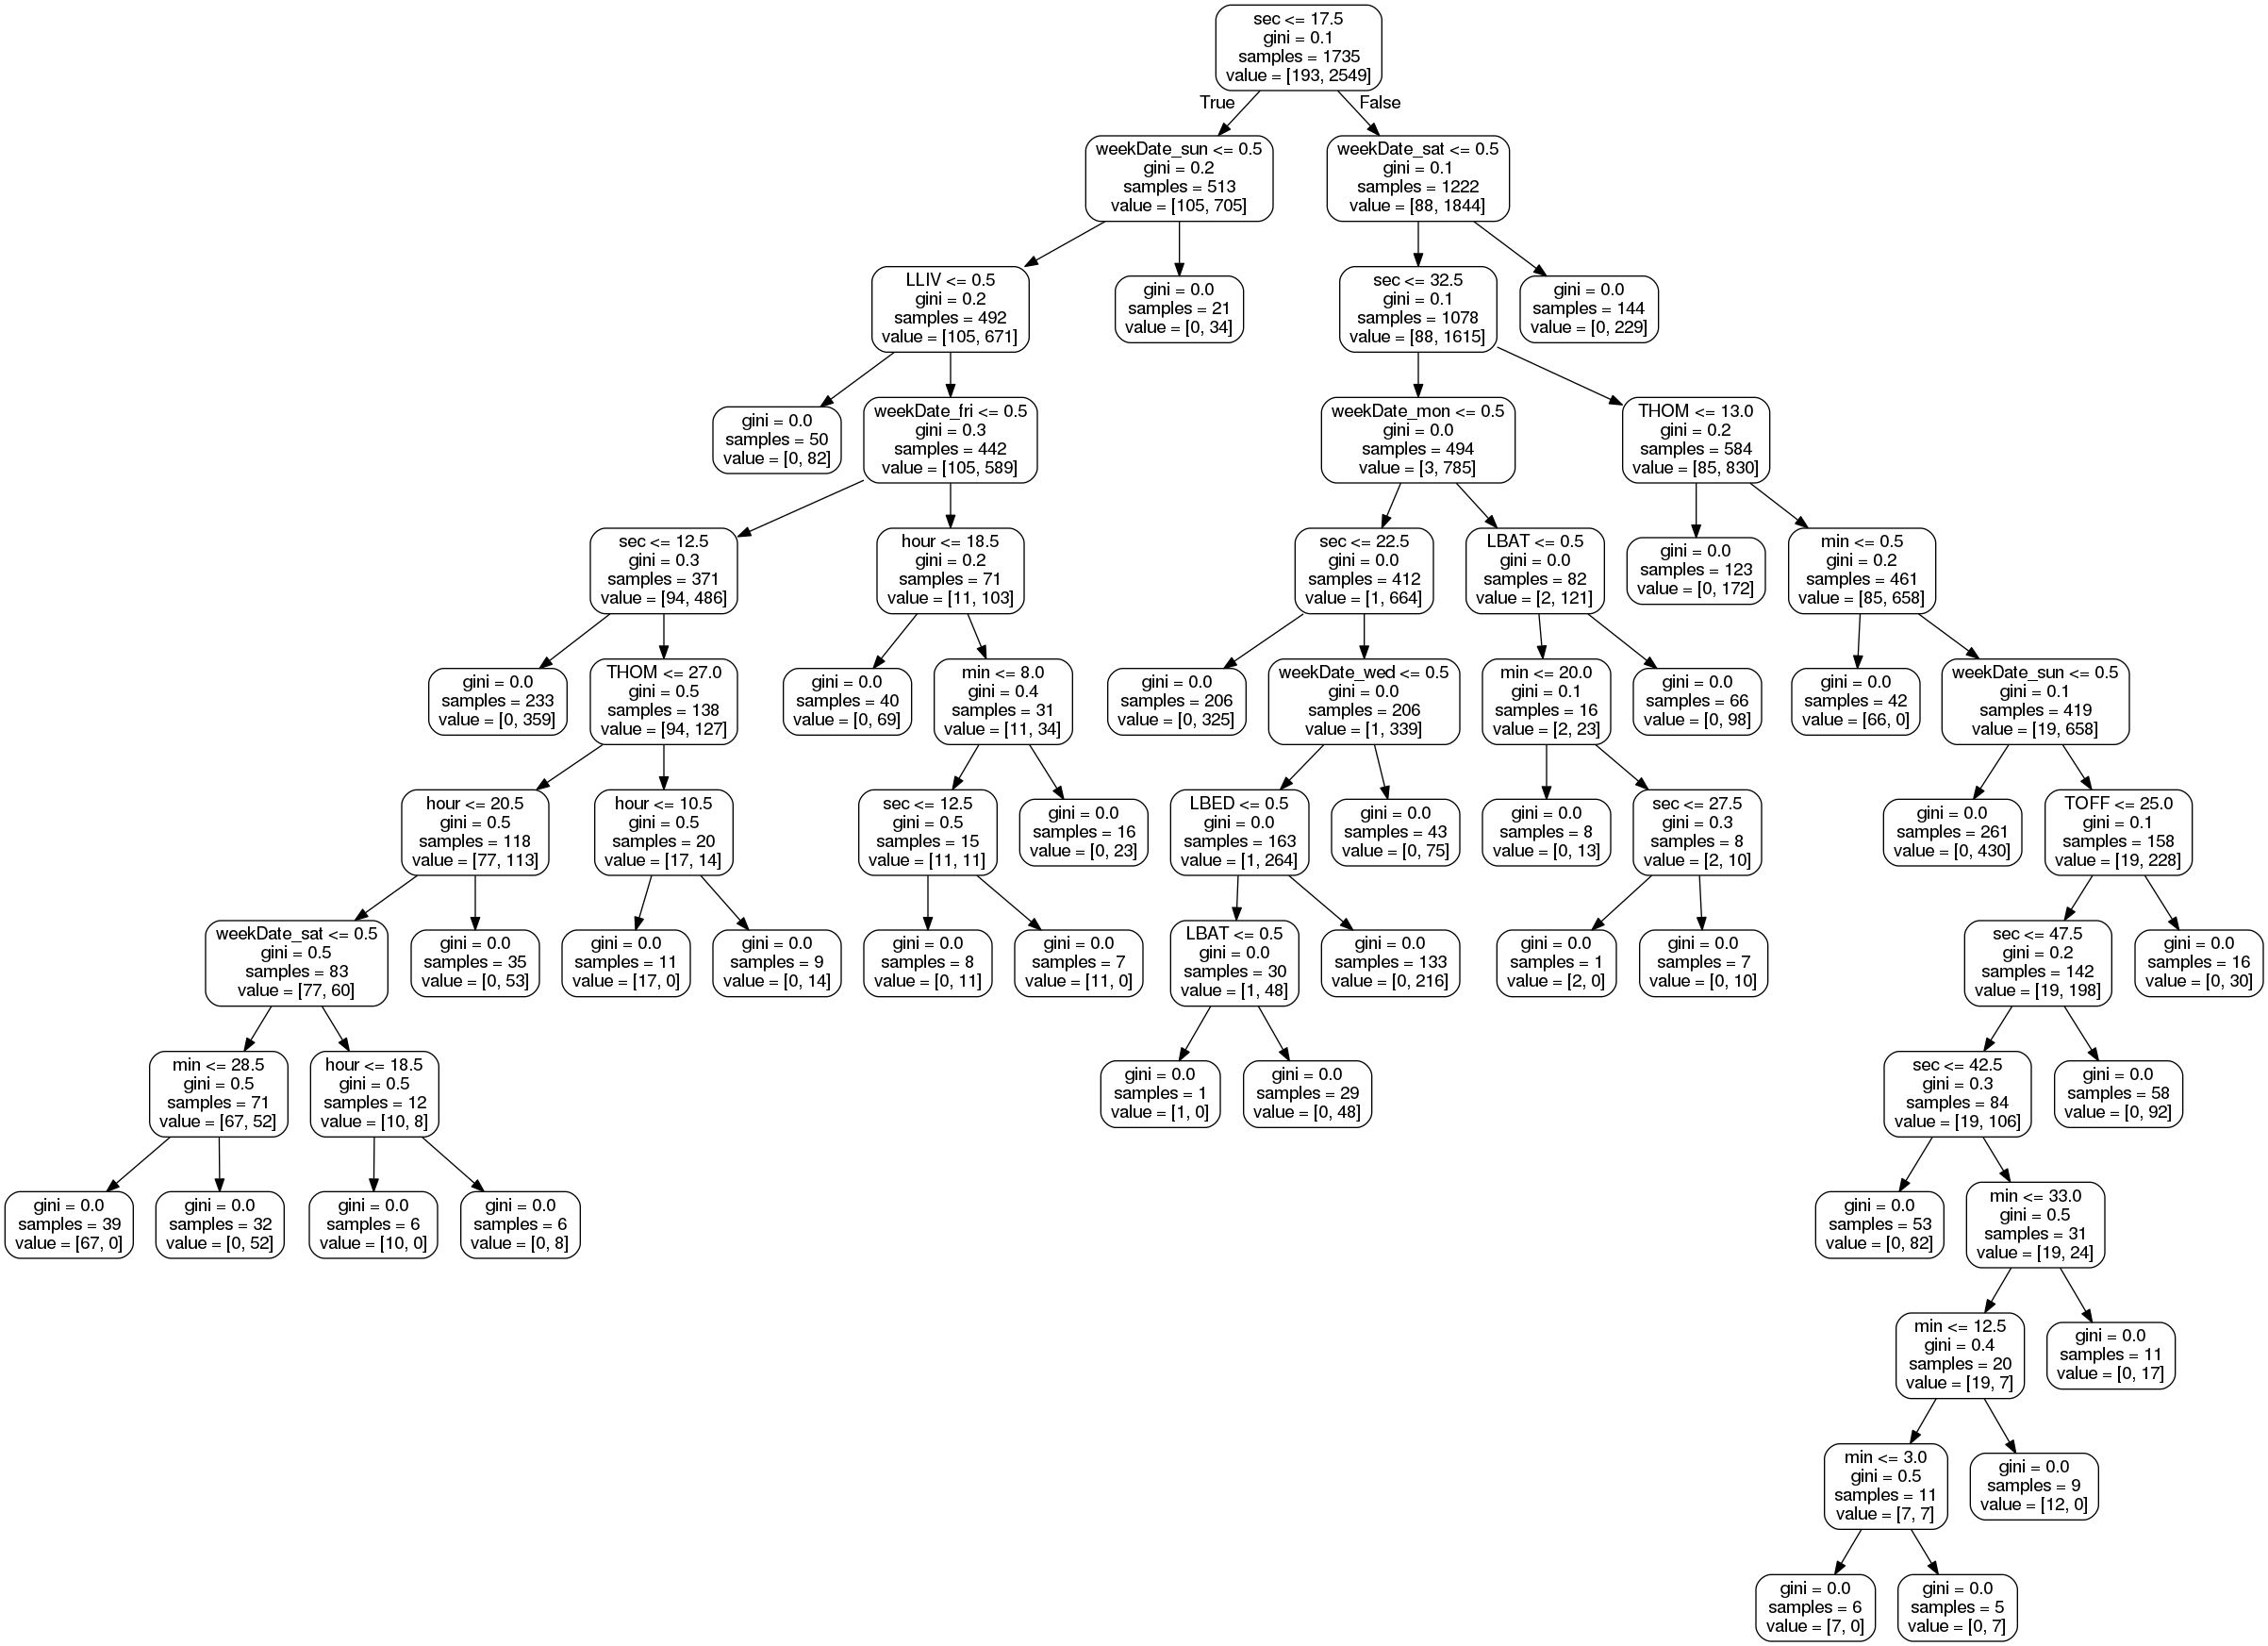 sec <= 17.5
gini = 0.1
samples = 1735
value = [193, 2549]
True
False
weekDate_sun <= 0.5
gini = 0.2
samples = 513
value = [105, 705]
weekDate_sat <= 0.5
gini = 0.1
samples = 1222
value = [88, 1844]
LLIV <= 0.5
gini = 0.2
samples = 492
value = [105, 671]
gini = 0.0
samples = 21
value = [0, 34]
sec <= 32.5
gini = 0.1
samples = 1078
value = [88, 1615]
gini = 0.0
samples = 144
value = [0, 229]
gini = 0.0
samples = 50
value = [0, 82]
weekDate_fri <= 0.5
gini = 0.3
samples = 442
value = [105, 589]
weekDate_mon <= 0.5
gini = 0.0
samples = 494
value = [3, 785]
THOM <= 13.0
gini = 0.2
samples = 584
value = [85, 830]
sec <= 12.5
gini = 0.3
samples = 371
value = [94, 486]
hour <= 18.5
gini = 0.2
samples = 71
value = [11, 103]
sec <= 22.5
gini = 0.0
samples = 412
value = [1, 664]
LBAT <= 0.5
gini = 0.0
samples = 82
value = [2, 121]
gini = 0.0
samples = 123
value = [0, 172]
min <= 0.5
gini = 0.2
samples = 461
value = [85, 658]
gini = 0.0
samples = 233
value = [0, 359]
THOM <= 27.0
gini = 0.5
samples = 138
value = [94, 127]
gini = 0.0
samples = 40
value = [0, 69]
min <= 8.0
gini = 0.4
samples = 31
value = [11, 34]
gini = 0.0
samples = 206
value = [0, 325]
weekDate_wed <= 0.5
gini = 0.0
samples = 206
value = [1, 339]
min <= 20.0
gini = 0.1
samples = 16
value = [2, 23]
gini = 0.0
samples = 66
value = [0, 98]
gini = 0.0
samples = 42
value = [66, 0]
weekDate_sun <= 0.5
gini = 0.1
samples = 419
value = [19, 658]
hour <= 20.5
gini = 0.5
samples = 118
value = [77, 113]
hour <= 10.5
gini = 0.5
samples = 20
value = [17, 14]
sec <= 12.5
gini = 0.5
samples = 15
value = [11, 11]
gini = 0.0
samples = 16
value = [0, 23]
LBED <= 0.5
gini = 0.0
samples = 163
value = [1, 264]
gini = 0.0
samples = 43
value = [0, 75]
gini = 0.0
samples = 8
value = [0, 13]
sec <= 27.5
gini = 0.3
samples = 8
value = [2, 10]
gini = 0.0
samples = 261
value = [0, 430]
TOFF <= 25.0
gini = 0.1
samples = 158
value = [19, 228]
weekDate_sat <= 0.5
gini = 0.5
samples = 83
value = [77, 60]
gini = 0.0
samples = 35
value = [0, 53]
gini = 0.0
samples = 11
value = [17, 0]
gini = 0.0
samples = 9
value = [0, 14]
gini = 0.0
samples = 8
value = [0, 11]
gini = 0.0
samples = 7
value = [11, 0]
LBAT <= 0.5
gini = 0.0
samples = 30
value = [1, 48]
gini = 0.0
samples = 133
value = [0, 216]
gini = 0.0
samples = 1
value = [2, 0]
gini = 0.0
samples = 7
value = [0, 10]
sec <= 47.5
gini = 0.2
samples = 142
value = [19, 198]
gini = 0.0
samples = 16
value = [0, 30]
min <= 28.5
gini = 0.5
samples = 71
value = [67, 52]
hour <= 18.5
gini = 0.5
samples = 12
value = [10, 8]
gini = 0.0
samples = 1
value = [1, 0]
gini = 0.0
samples = 29
value = [0, 48]
sec <= 42.5
gini = 0.3
samples = 84
value = [19, 106]
gini = 0.0
samples = 58
value = [0, 92]
gini = 0.0
samples = 39
value = [67, 0]
gini = 0.0
samples = 32
value = [0, 52]
gini = 0.0
samples = 6
value = [10, 0]
gini = 0.0
samples = 6
value = [0, 8]
gini = 0.0
samples = 53
value = [0, 82]
min <= 33.0
gini = 0.5
samples = 31
value = [19, 24]
min <= 12.5
gini = 0.4
samples = 20
value = [19, 7]
gini = 0.0
samples = 11
value = [0, 17]
min <= 3.0
gini = 0.5
samples = 11
value = [7, 7]
gini = 0.0
samples = 9
value = [12, 0]
gini = 0.0
samples = 6
value = [7, 0]
gini = 0.0
samples = 5
value = [0, 7]